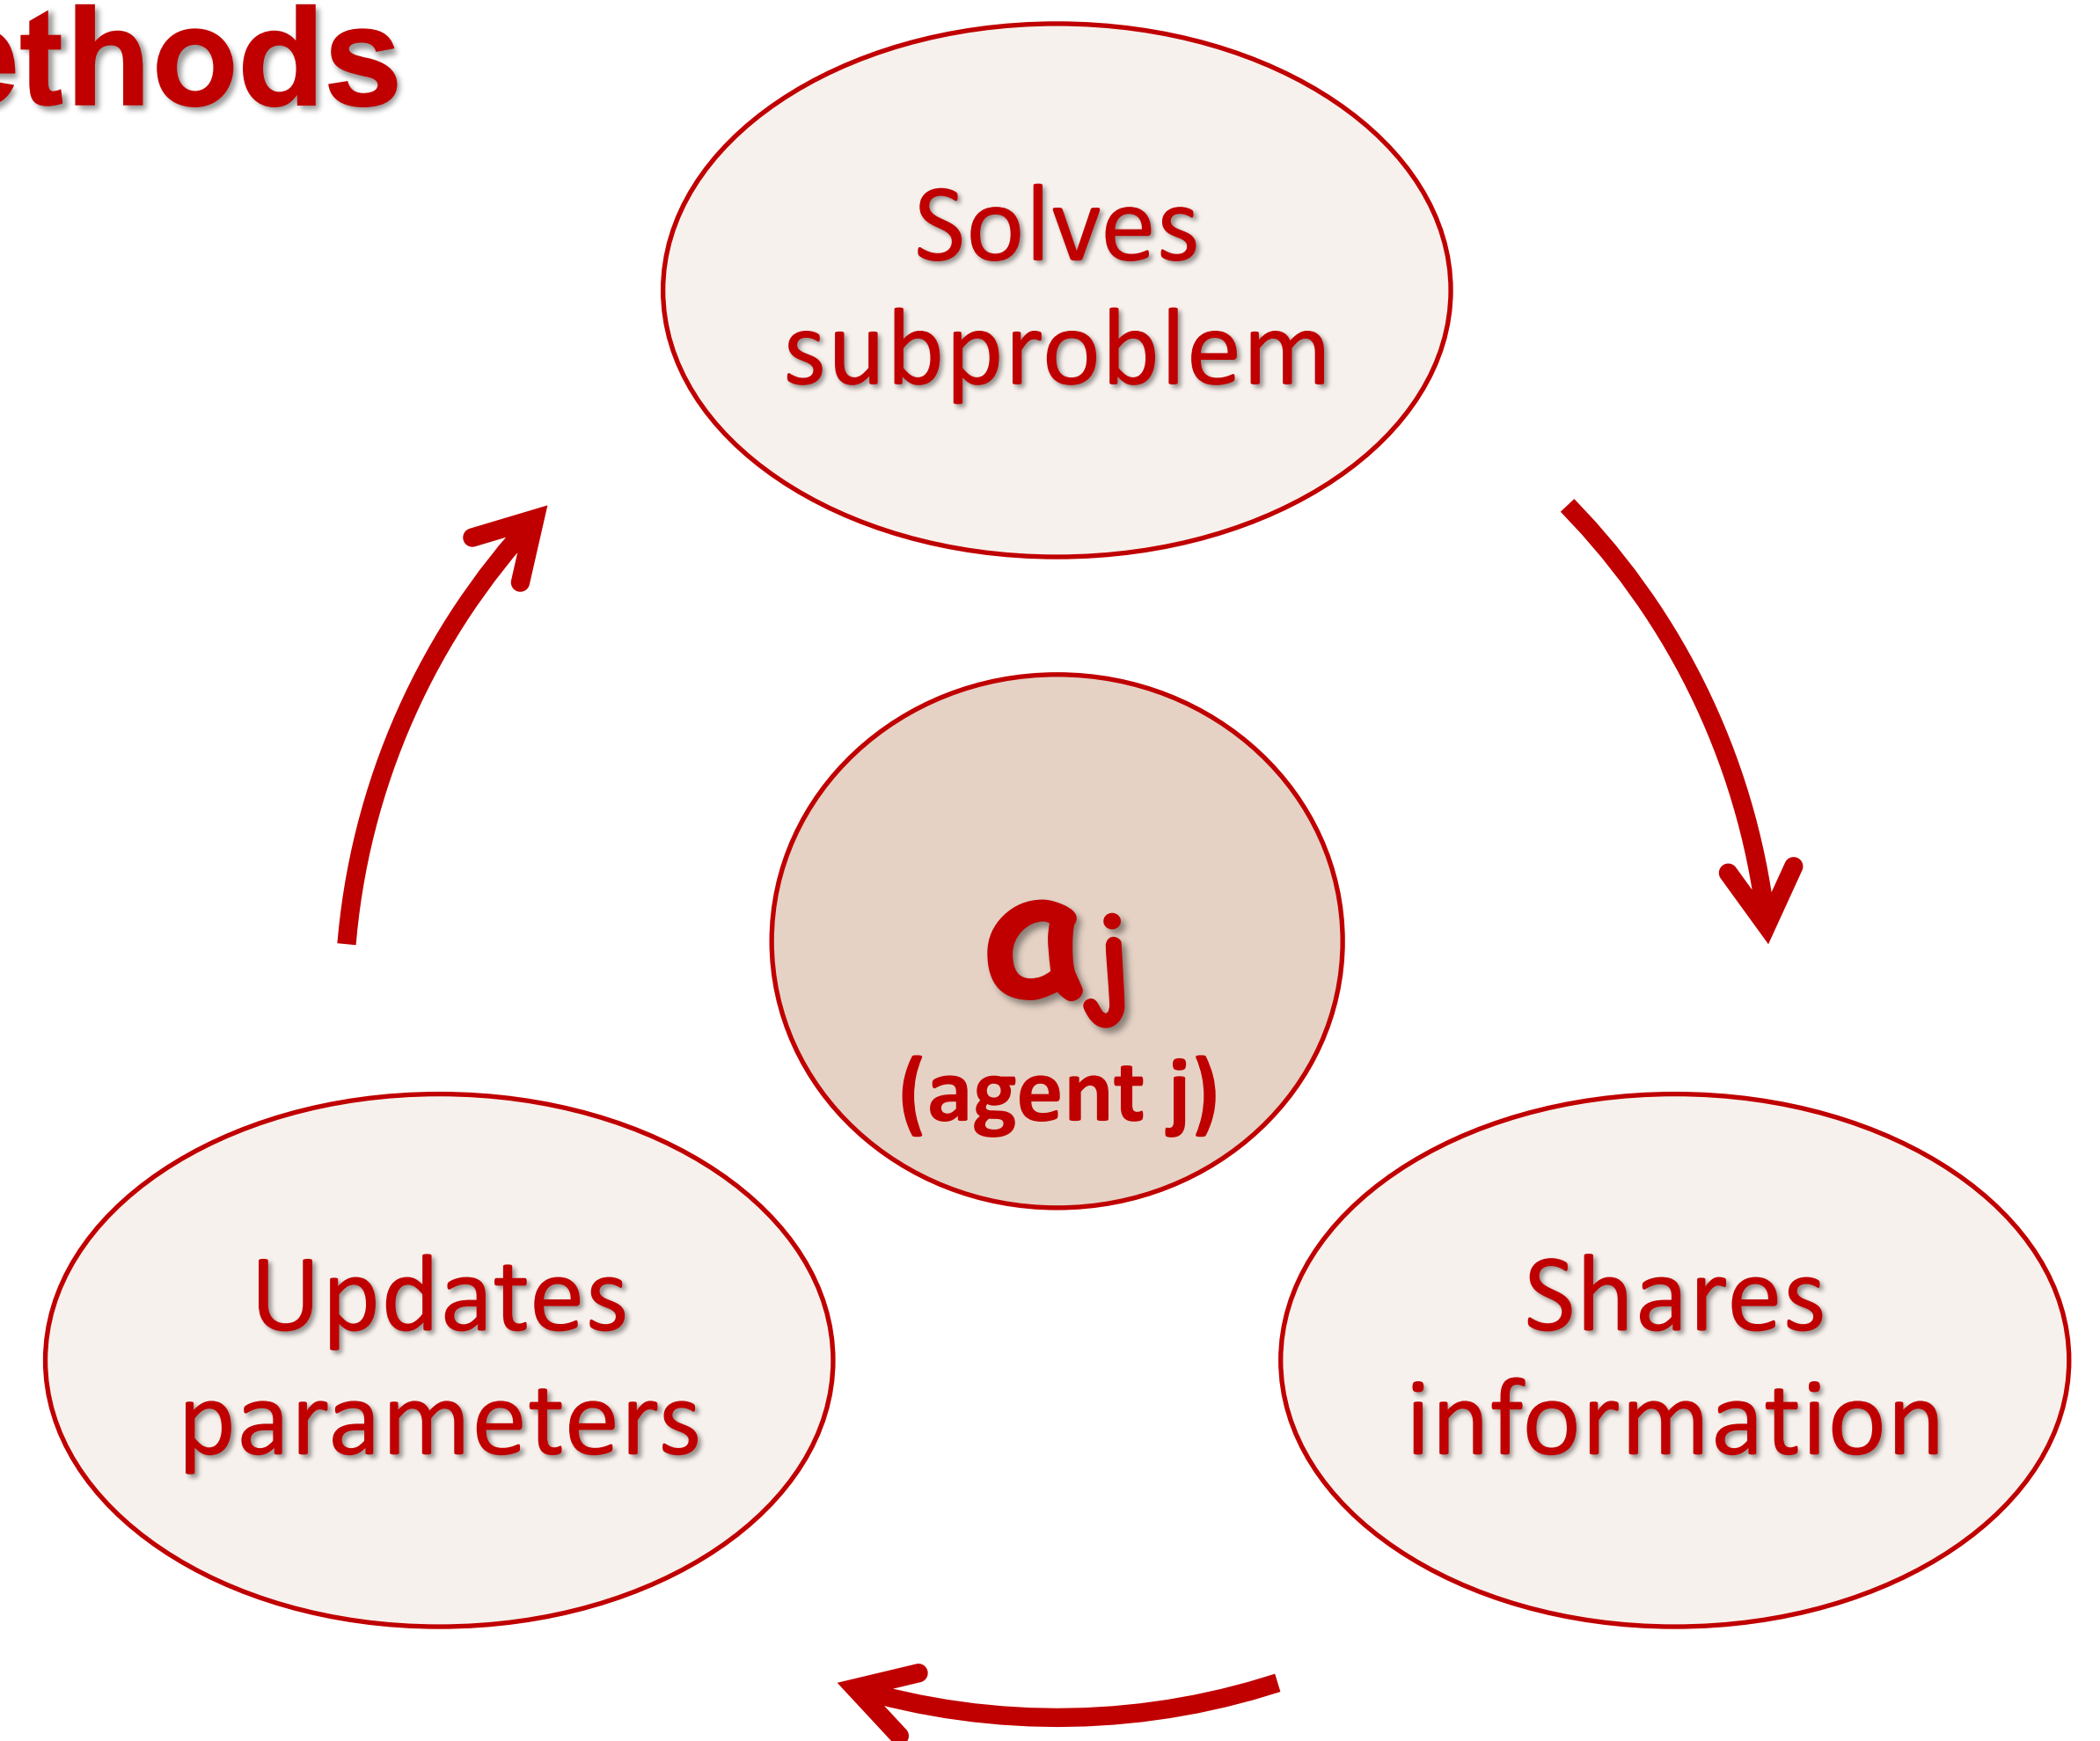 ethods
Solves
subproblem
aj
(agent j)
Updates
parameters
Shares
information